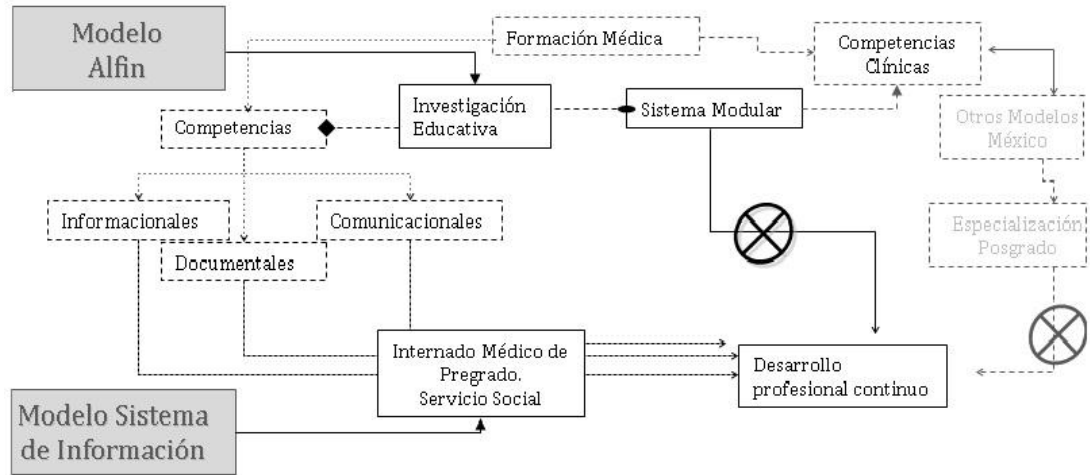 Modelo
Alfin
Formación Médica
Competencias
Clínicas
Investigación
Educativa
Sistema Modular
Otros Modelos
México
Competencias
Informacionales
Comunicacionales
Documentales
Especialización
Posgrado
Internado Médico de
Pregrado.
Servicio Social
Desarrollo
profesional continuo
Modelo Sistema
de Información